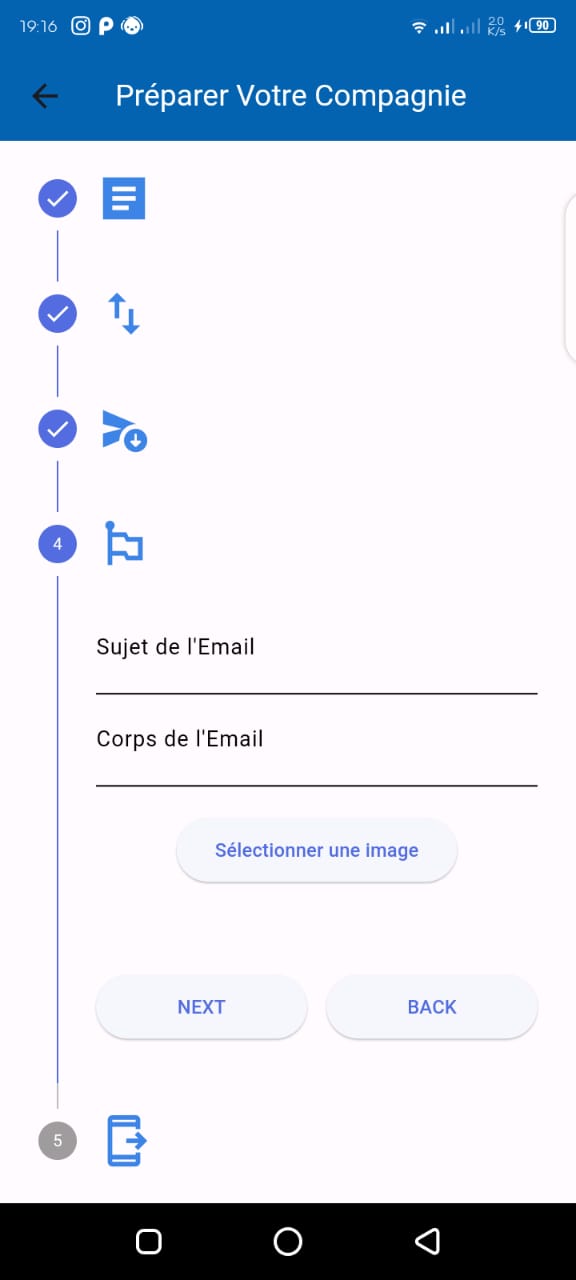 19:16
2.0
K/s
90
Préparer Votre Compagnie
4
Sujet de l'Email
Corps de l'Email
Sélectionner une image
NEXT BACK
5